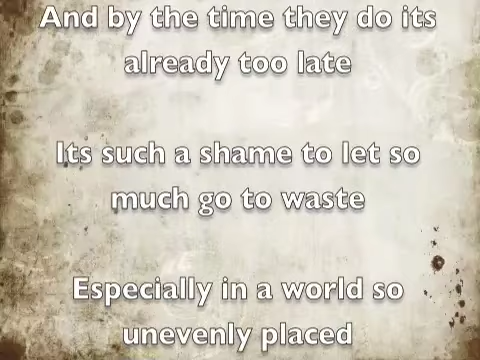 And by the time they do its
already too late
Its such a shame to let so
much go to waste
Especially in a world so
unevenly placed